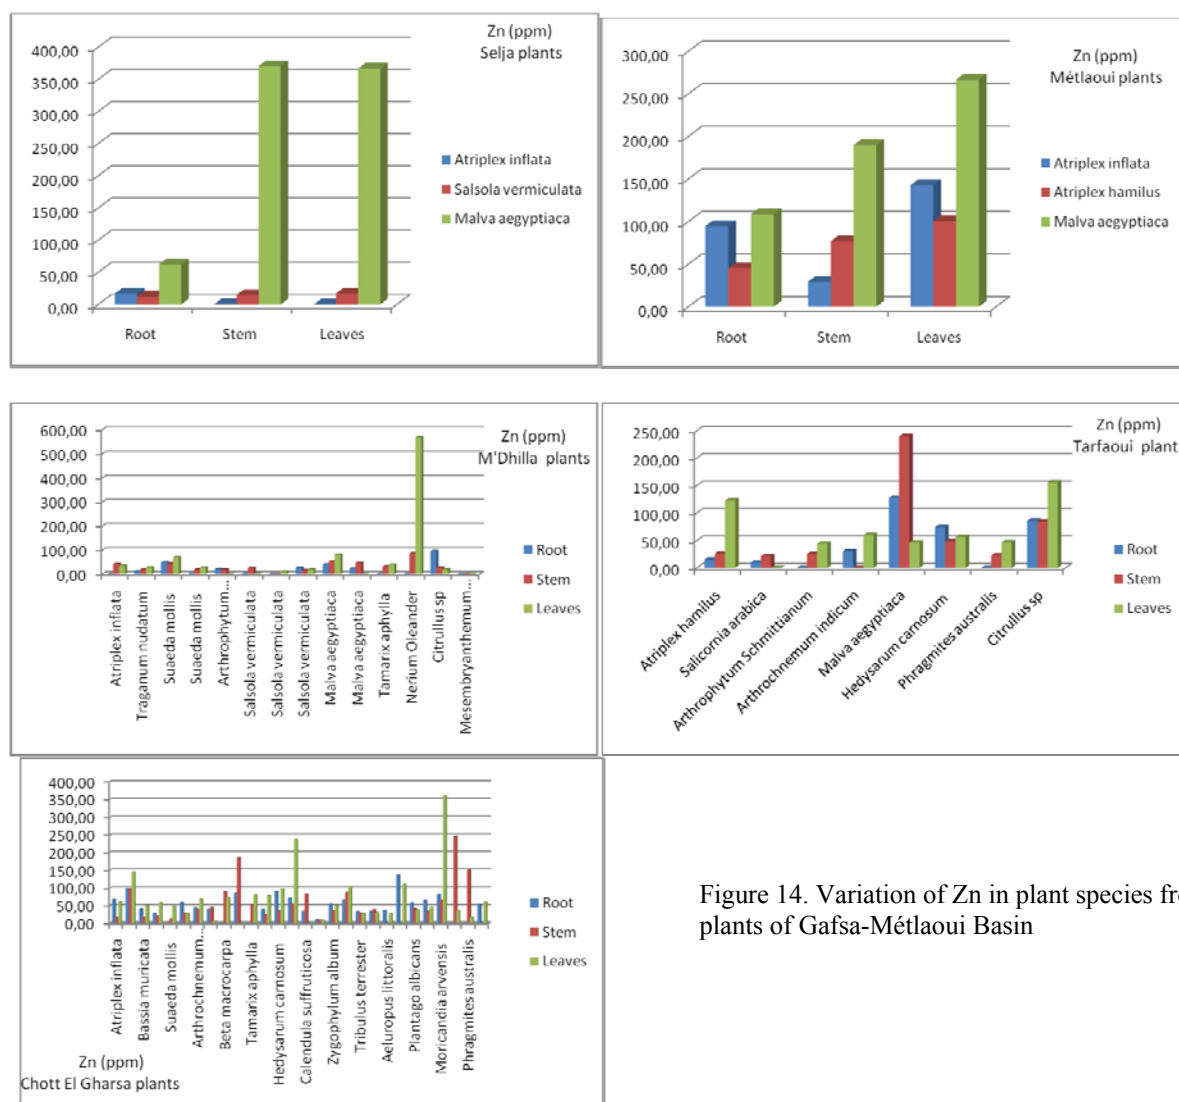 Zn (ppm)
Selja plants
400,00
350,00
300,00
250,00
200,00
150,00
100,00
50,00
0,00
Root Stem Leaves
Atriplex inflata
Salsola vermiculata
Malva aegyptiaca
Zn (ppm)
Métlaoui plants
300,00
250,00
200,00
150,00
100,00
50,00
0,00
Root Stem Leaves
Atriplex inflata
Atriplex hamilus
Malva aegyptiaca
Zn (ppm)
M'Dhilla plants
600,00
500,00
400,00
300,00
200,00
100,00
0,00
Root
Stem
Leaves
Atriplex inflata
Traganum nudatum
Suaeda mollis
Suaeda mollis
Arthrophytum...
Salsola vermiculata
Salsola vermiculata
Salsola vermiculata
Malva aegyptiaca
Malva aegyptiaca
Tamarix aphylla
Nerium Oleander
Citrullus sp
Mesembryanthemum...
Zn (ppm)
Tarfaoui plant
250,00
200,00
150,00
100,00
50,00
0,00
Root
Stem
Leaves
Atriplex hamilus
Salicornia arabica
Arthrophytum Schmittianum
Arthrochnemum indicum
Malva aegyptiaca
Hedysarum carnosum
Phragmites australis
Citrullus sp
400,00
350,00
300,00
250,00
200,00
150,00
100,00
50,00
0,00
Root
Stem
Leaves
Atriplex inflata
Bassia muricata
Suaeda mollis
Arthrochnemum...
Beta macrocarpa
Tamarix aphylla
Hedysarum carnosum
Calendula suffruticosa
Zygophylum album
Tribulus terrester
Aeluropus littoralis
Plantago albicans
Moricandia arvensis
Phragmites australis
Zn (ppm)
Chott El Gharsa plants
Figure 14. Variation of Zn in plant species fr
plants of Gafsa-Métlaoui Basin